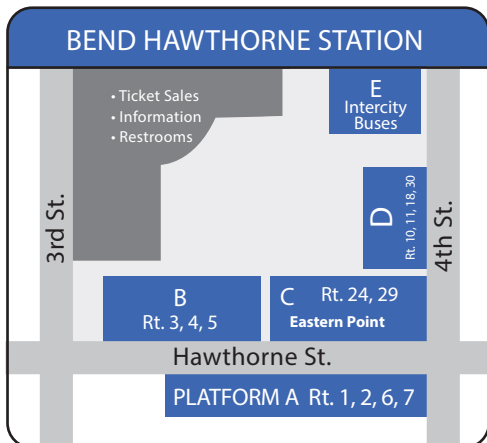 BEND HAWTHORNE STATION
• Ticket Sales
• Information
• Restrooms
E
Intercity
Buses
3rd St.
D
Rt. 10, 11, 18, 30
4th St.
B
Rt. 3, 4, 5
C Rt. 24, 29
Eastern Point
Hawthorne St.
PLATFORM A Rt. 1, 2, 6, 7